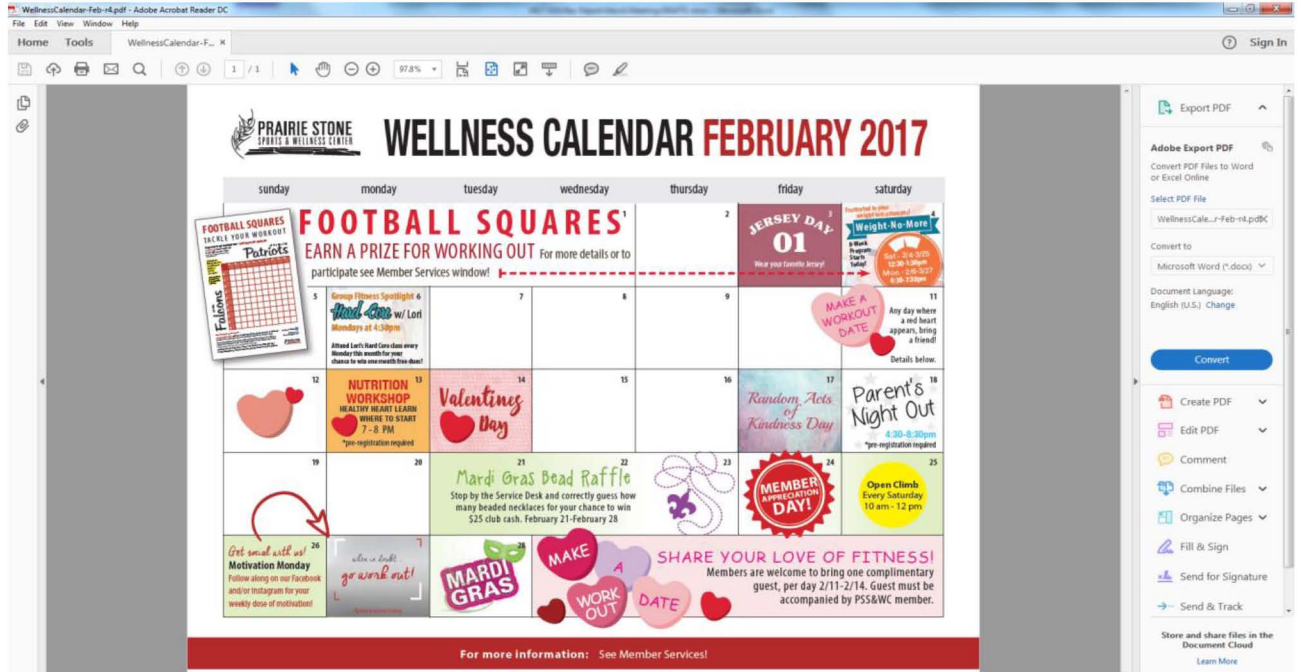 WellnessCalendar-Feb-r4.pdf - Adobe Acrobat Reader DC
File Edit View Window Help
Home Tools WellnessCalendar-F... ×
Sign In
1 / 1
97.8%
PRAIRIE STONE
SPORTS & WELLNESS CENTER
WELLNESS CALENDAR FEBRUARY 2017
sunday monday tuesday wednesday thursday friday saturday
FOOTBALL SQUARES
TACKLE YOUR WORKOUT
Patriots
Falcons
FOOTBALL SQUARES 1
EARN A PRIZE FOR WORKING OUT For more details or to
participate see Member Services window!
2
3
JERSEY DAY
01
Wear your favorite Jersey!
4
Weight-No-More
8-Week
Program
Starts
Today!
Sat - 2/4-3/25
12:30-1:30pm
Mon - 2/6-3/27
5
Group Fitness Spotlight 6
Hard Core w/ Lori
Mondays at 4:30pm
Attend Lori's Hard Core class every
Monday this month for your
chance to win one month free dues!
7
8
9
MAKE A
WORKOUT
DATE
11
Any day where
a red heart
appears, bring
a friend!
Details below.
12
13
NUTRITION
WORKSHOP
HEALTHY HEART LEARN
WHERE TO START
7 - 8 PM
*pre-registration required
14
Valentines
Day
15
16
17
Random Acts
of
Kindness Day
18
Parent's
Night Out
4:30-8:30pm
*pre-registration required
19
20
21 22
Mardi Gras Bead Raffle
Stop by the Service Desk and correctly guess how
many beaded necklaces for your chance to win
$25 club cash. February 21-February 28
23
24
MEMBER
APPRECIATION
DAY!
25
Open Climb
Every Saturday
10 am - 12 pm
Get social with us! 26
Motivation Monday
Follow along on our Facebook
and/or Instagram for your
weekly dose of motivation!
when in doubt...
go work out!
28
MARDI
GRAS
MAKE
A
WORK
OUT
DATE
SHARE YOUR LOVE OF FITNESS!
Members are welcome to bring one complimentary
guest, per day 2/11-2/14. Guest must be
accompanied by PSS&WC member.
For more information: See Member Services!
Export PDF
Adobe Export PDF
Convert PDF Files to Word
or Excel Online
Select PDF File
WellnessCale...r-Feb-r4.pdf
Convert to
Microsoft Word (*.docx)
Document Language:
English (U.S.) Change
Convert
Create PDF
Edit PDF
Comment
Combine Files
Organize Pages
Fill & Sign
Send for Signature
Send & Track
Store and share files in the
Document Cloud
Learn More